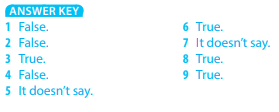 ANSWER KEY
1 False.
2 False.
3 True.
4 False.
5 It doesn't say.
6 True.
7 It doesn't say.
8 True.
9 True.